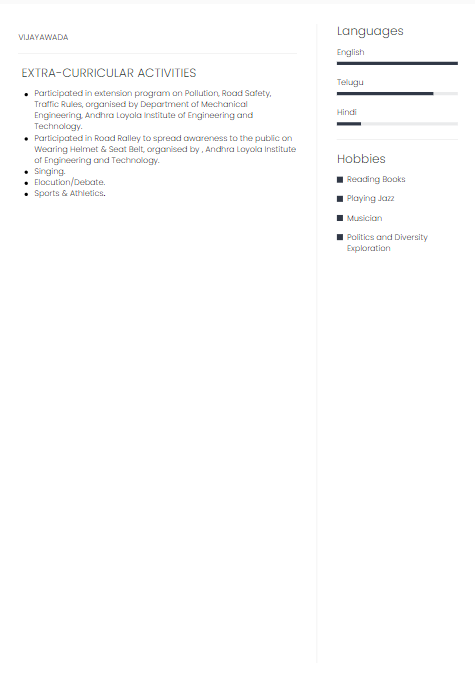 VIJAYAWADA
EXTRA-CURRICULAR ACTIVITIES
Participated in extension program on Pollution, Road Safety,
Traffic Rules, organised by Department of Mechanical
Engineering, Andhra Loyola Institute of Engineering and
Technology.
Participated in Road Ralley to spread awareness to the public on
Wearing Helmet & Seat Belt, organised by , Andhra Loyola Institute
of Engineering and Technology.
Singing.
Elocution/Debate.
Sports & Athletics.
Languages
English
Telugu
Hindi
Hobbies
Reading Books
Playing Jazz
Musician
Politics and Diversity
Exploration